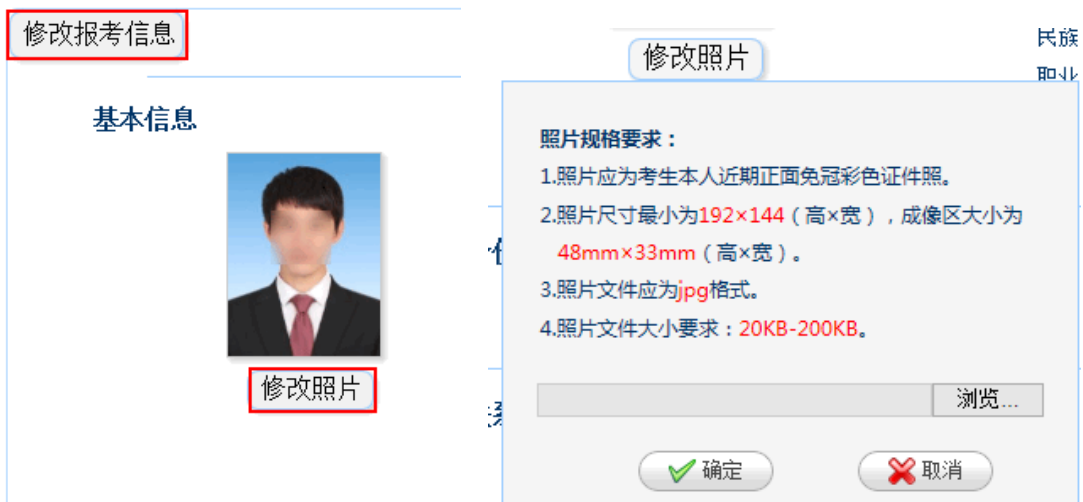 修改报考信息
基本信息
修改照片
修改照片
民族
照片规格要求：
1.照片应为考生本人近期正面免冠彩色证件照。
2.照片尺寸最小为192×144（高×宽），成像区大小为
48mm×33mm（高×宽）。
3.照片文件应为jpg格式。
4.照片文件大小要求：20KB-200KB。
浏览...
确定
取消